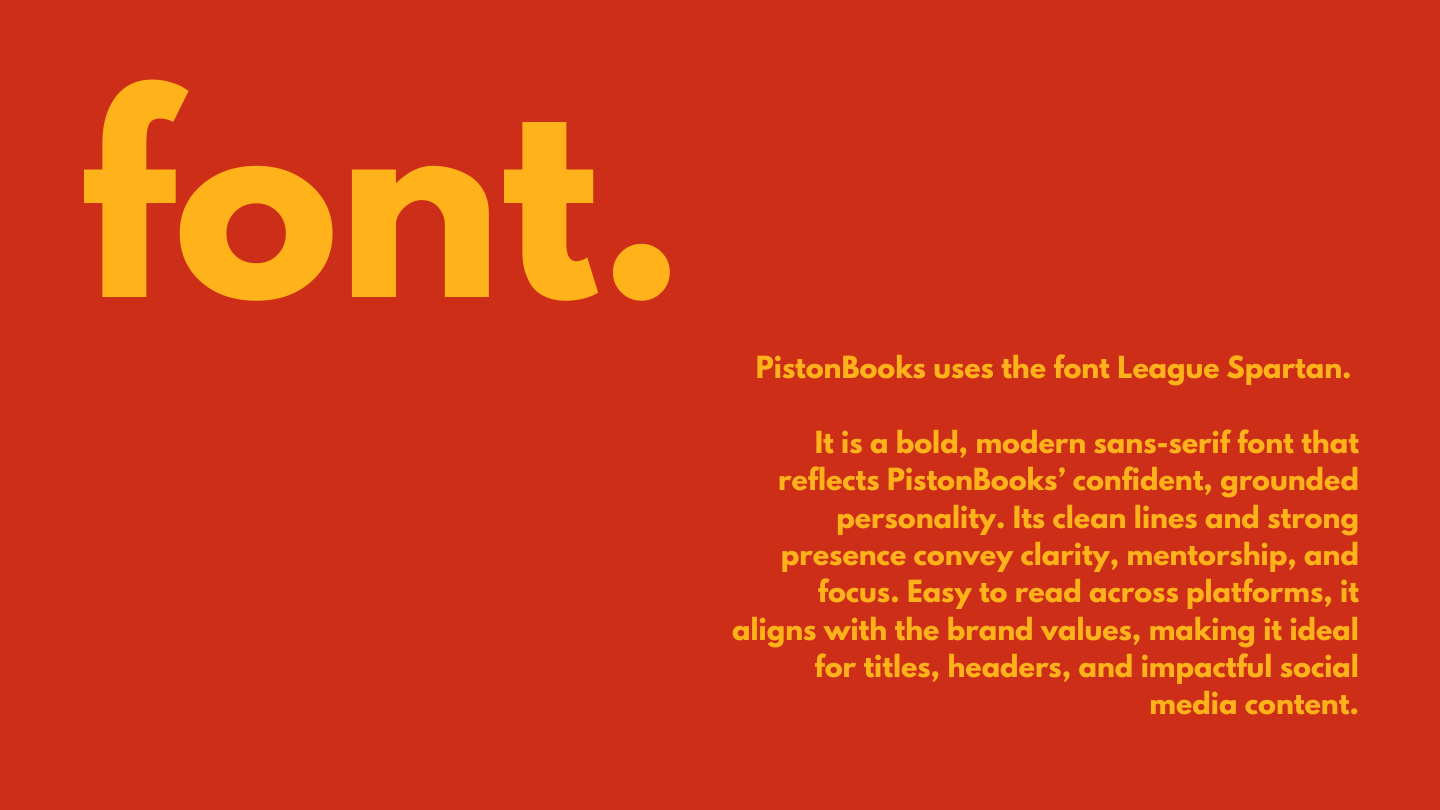 font.
PistonBooks uses the font League Spartan.
It is a bold, modern sans-serif font that
reflects PistonBooks’ confident, grounded
personality. Its clean lines and strong
presence convey clarity, mentorship, and
focus. Easy to read across platforms, it
aligns with the brand values, making it ideal
for titles, headers, and impactful social
media content.